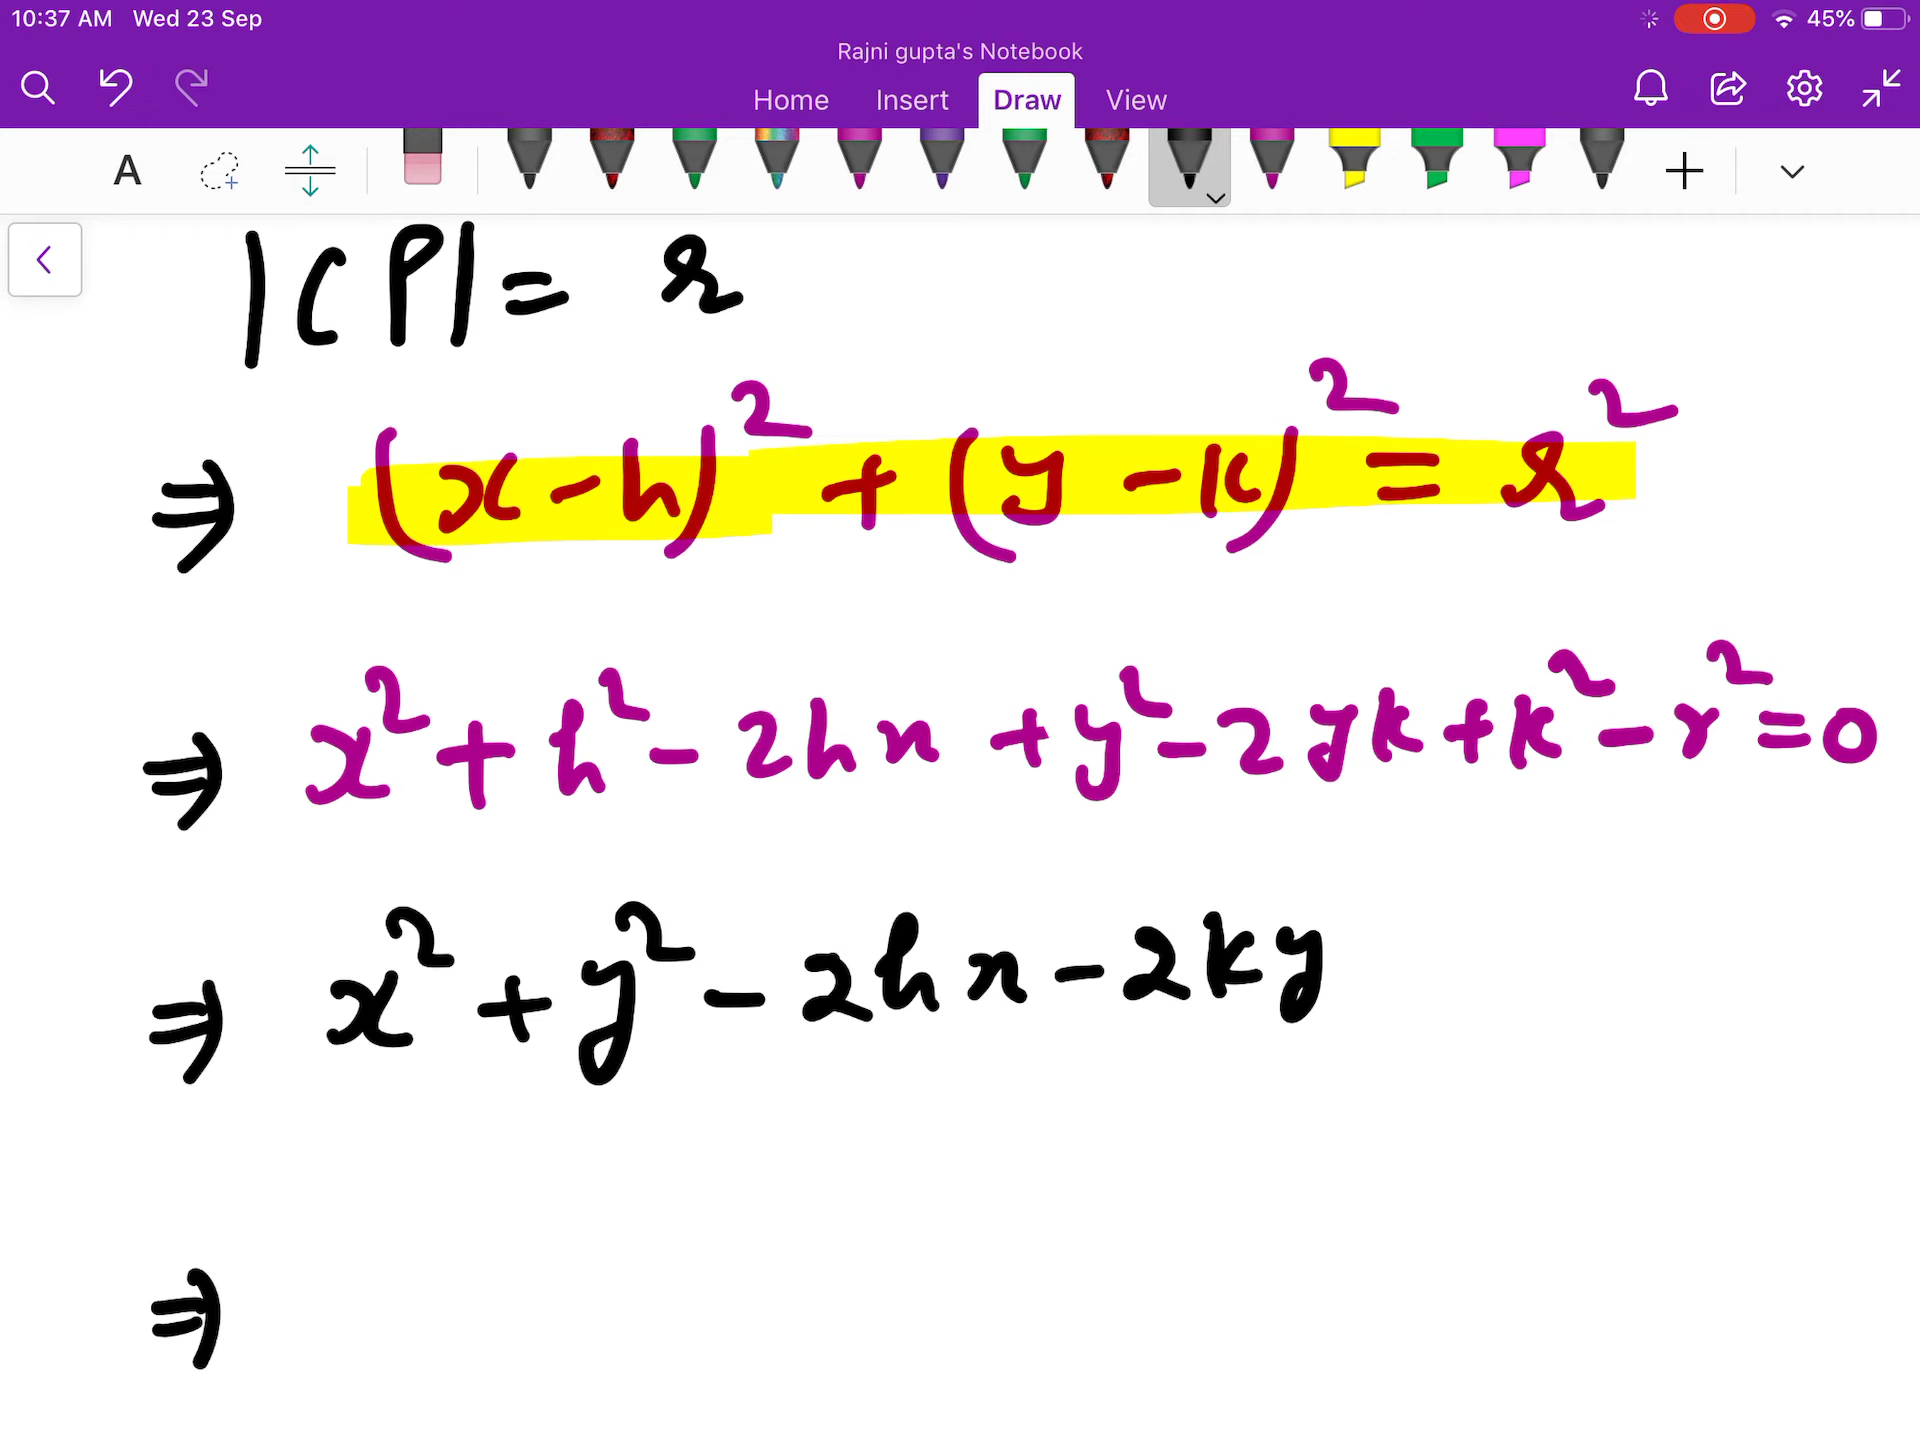 10:37 AM Wed 23 Sep 45%
Rajni gupta's Notebook
Home Insert Draw View
A
|CP| = r
⇒ (x-h)² + (y-k)² = r²
⇒ x² + h² - 2hx + y² - 2yk + k² - r² = 0
⇒ x² + y² - 2hx - 2ky
⇒